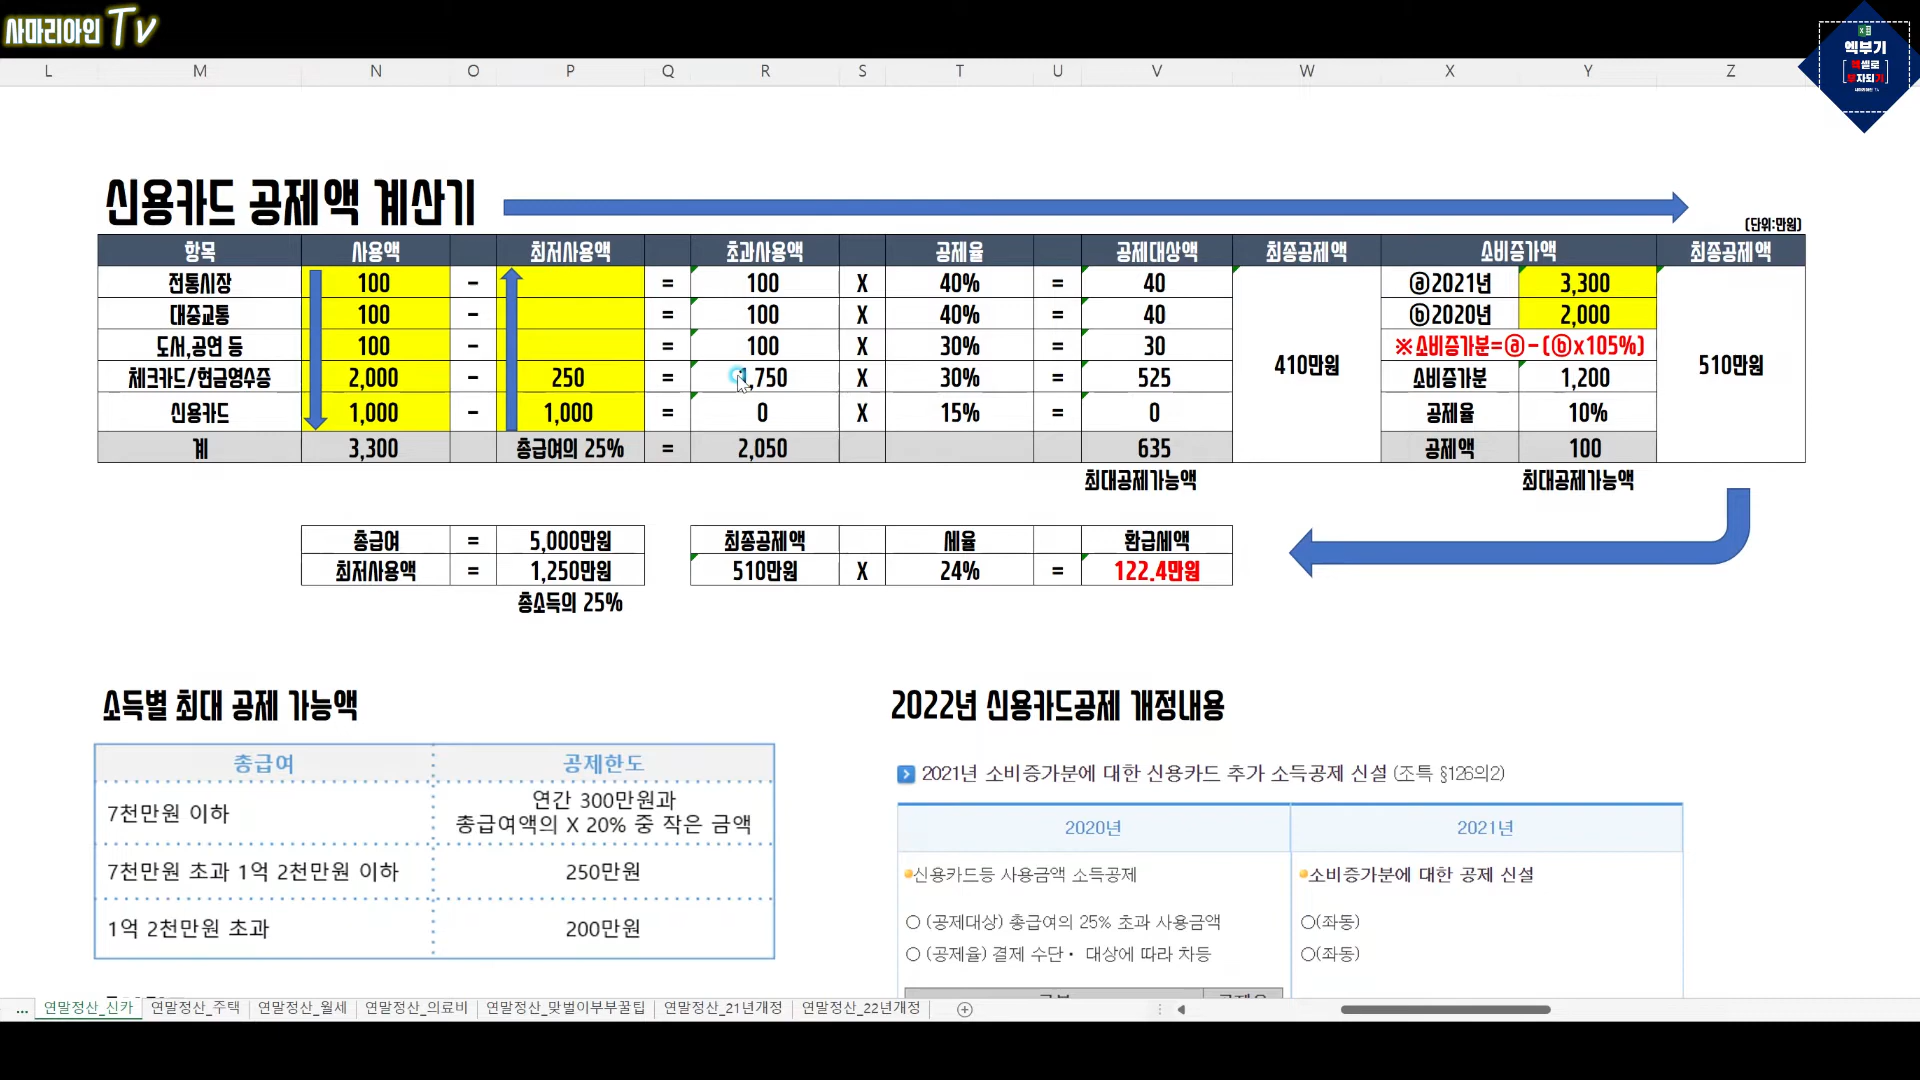 사마리아인 Tv
엑부기
[엑셀로
부자되기]
L M N O P Q R S T U V W X Y Z
신용카드 공제액 계산기
(단위:만원)
항목 사용액 최저사용액 초과사용액 공제율 공제대상액 최종공제액 소비증가액 최종공제액
전통시장 100 - = 100 X 40% = 40 ⓐ2021년 3,300
대중교통 100 - = 100 X 40% = 40 ⓑ2020년 2,000
도서,공연 등 100 - = 100 X 30% = 30 ※소비증가분=ⓐ-(ⓑx105%)
410만원 510만원
체크카드/현금영수증 2,000 - 250 = 1,750 X 30% = 525 소비증가분 1,200
신용카드 1,000 - 1,000 = 0 X 15% = 0 공제율 10%
계 3,300 총급여의 25% = 2,050 635 공제액 100
최대공제가능액 최대공제가능액
총급여 = 5,000만원 최종공제액 세율 환급세액
최저사용액 = 1,250만원 510만원 X 24% = 122.4만원
총소득의 25%
소득별 최대 공제 가능액
총급여 공제한도
7천만원 이하 연간 300만원과
총급여액의 X 20% 중 작은 금액
7천만원 초과 1억 2천만원 이하 250만원
1억 2천만원 초과 200만원
2022년 신용카드공제 개정내용
2021년 소비증가분에 대한 신용카드 추가 소득공제 신설 (조특 §126의2)
2020년 2021년
신용카드등 사용금액 소득공제 소비증가분에 대한 공제 신설
○ (공제대상) 총급여의 25% 초과 사용금액 ○(좌동)
○ (공제율) 결제 수단・ 대상에 따라 차등 ○(좌동)
... 연말정산_신카 연말정산_주택 연말정산_월세 연말정산_의료비 연말정산_맞벌이부부꿀팁 연말정산_21년개정 연말정산_22년개정